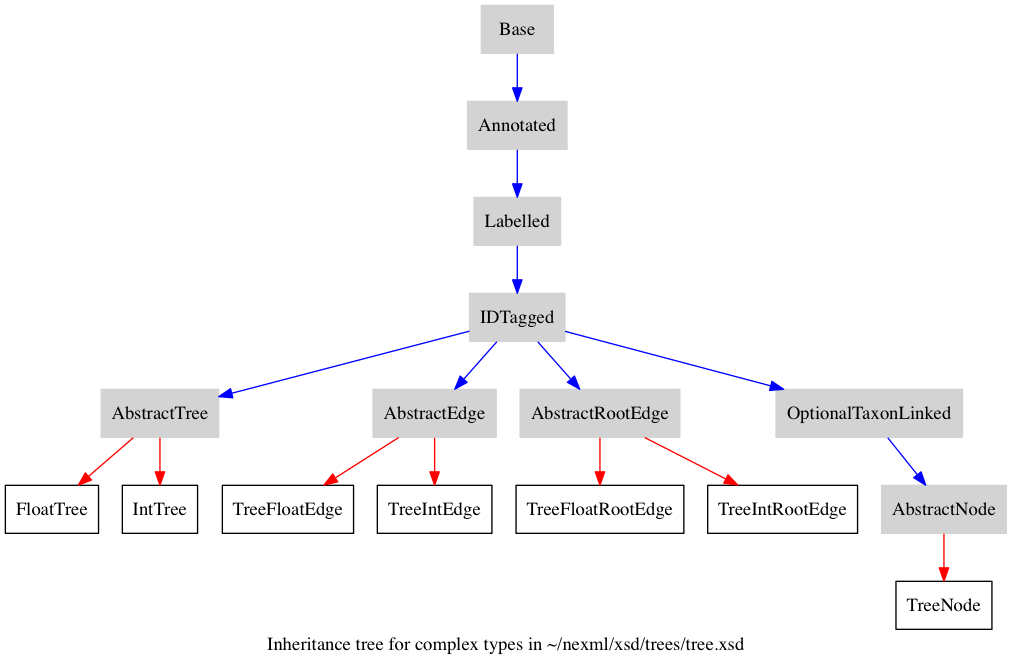 Base
Annotated
Labelled
IDTagged
AbstractTree
AbstractEdge
AbstractRootEdge
OptionalTaxonLinked
FloatTree
IntTree
TreeFloatEdge
TreeIntEdge
TreeFloatRootEdge
TreeIntRootEdge
AbstractNode
TreeNode
Inheritance tree for complex types in ~/nexml/xsd/trees/tree.xsd